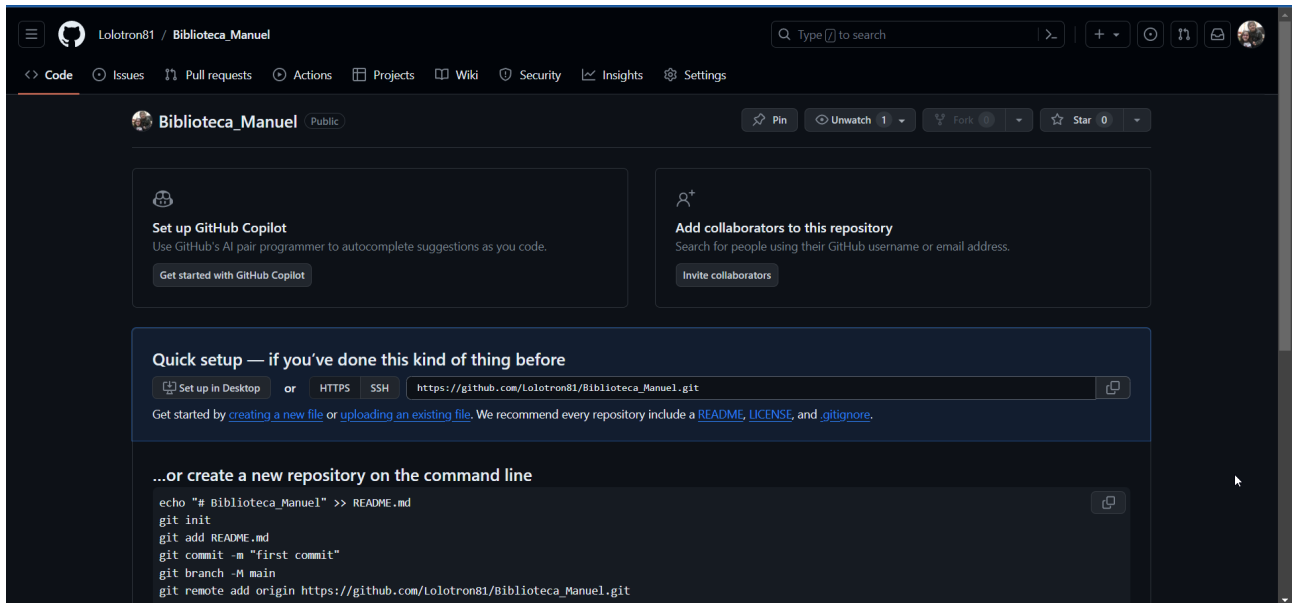 Lolotron81 / Biblioteca_Manuel
Type / to search
Code Issues Pull requests Actions Projects Wiki Security Insights Settings
Biblioteca_Manuel Public
Pin Unwatch 1 Fork 0 Star 0
Set up GitHub Copilot
Use GitHub's AI pair programmer to autocomplete suggestions as you code.
Get started with GitHub Copilot
Add collaborators to this repository
Search for people using their GitHub username or email address.
Invite collaborators
Quick setup — if you've done this kind of thing before
Set up in Desktop or HTTPS SSH https://github.com/Lolotron81/Biblioteca_Manuel.git
Get started by creating a new file or uploading an existing file. We recommend every repository include a README, LICENSE, and .gitignore.
...or create a new repository on the command line
echo "# Biblioteca_Manuel" >> README.md
git init
git add README.md
git commit -m "first commit"
git branch -M main
git remote add origin https://github.com/Lolotron81/Biblioteca_Manuel.git